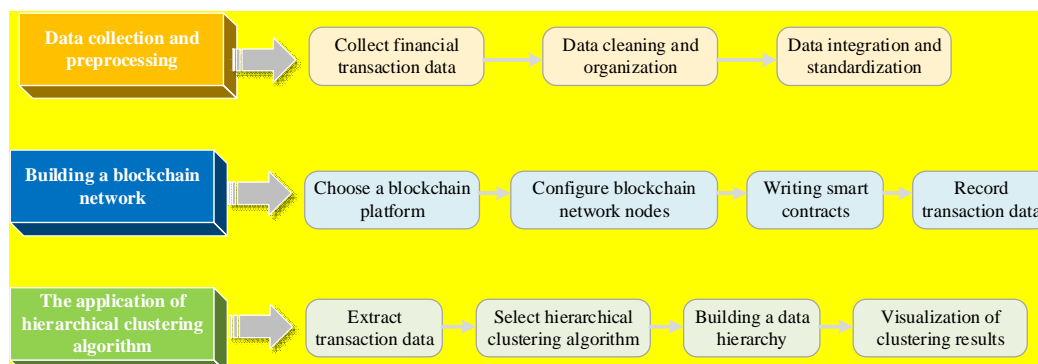 Data collection and
preprocessing
Collect financial
transaction data
Data cleaning and
organization
Data integration and
standardization
Building a blockchain
network
Choose a blockchain
platform
Configure blockchain
network nodes
Writing smart
contracts
Record
transaction data
The application of
hierarchical clustering
algorithm
Extract
transaction data
Select hierarchical
clustering algorithm
Building a data
hierarchy
Visualization of
clustering results